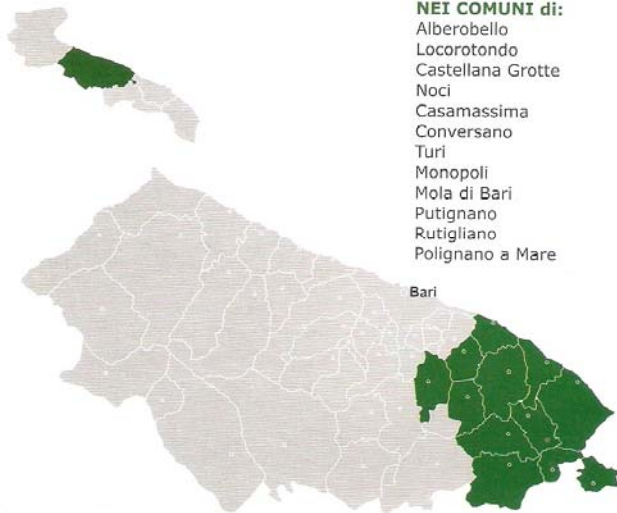 NEI COMUNI di:
Alberobello
Locorotondo
Castellana Grotte
Noci
Casamassima
Conversano
Turi
Monopoli
Mola di Bari
Putignano
Rutigliano
Polignano a Mare
Bari